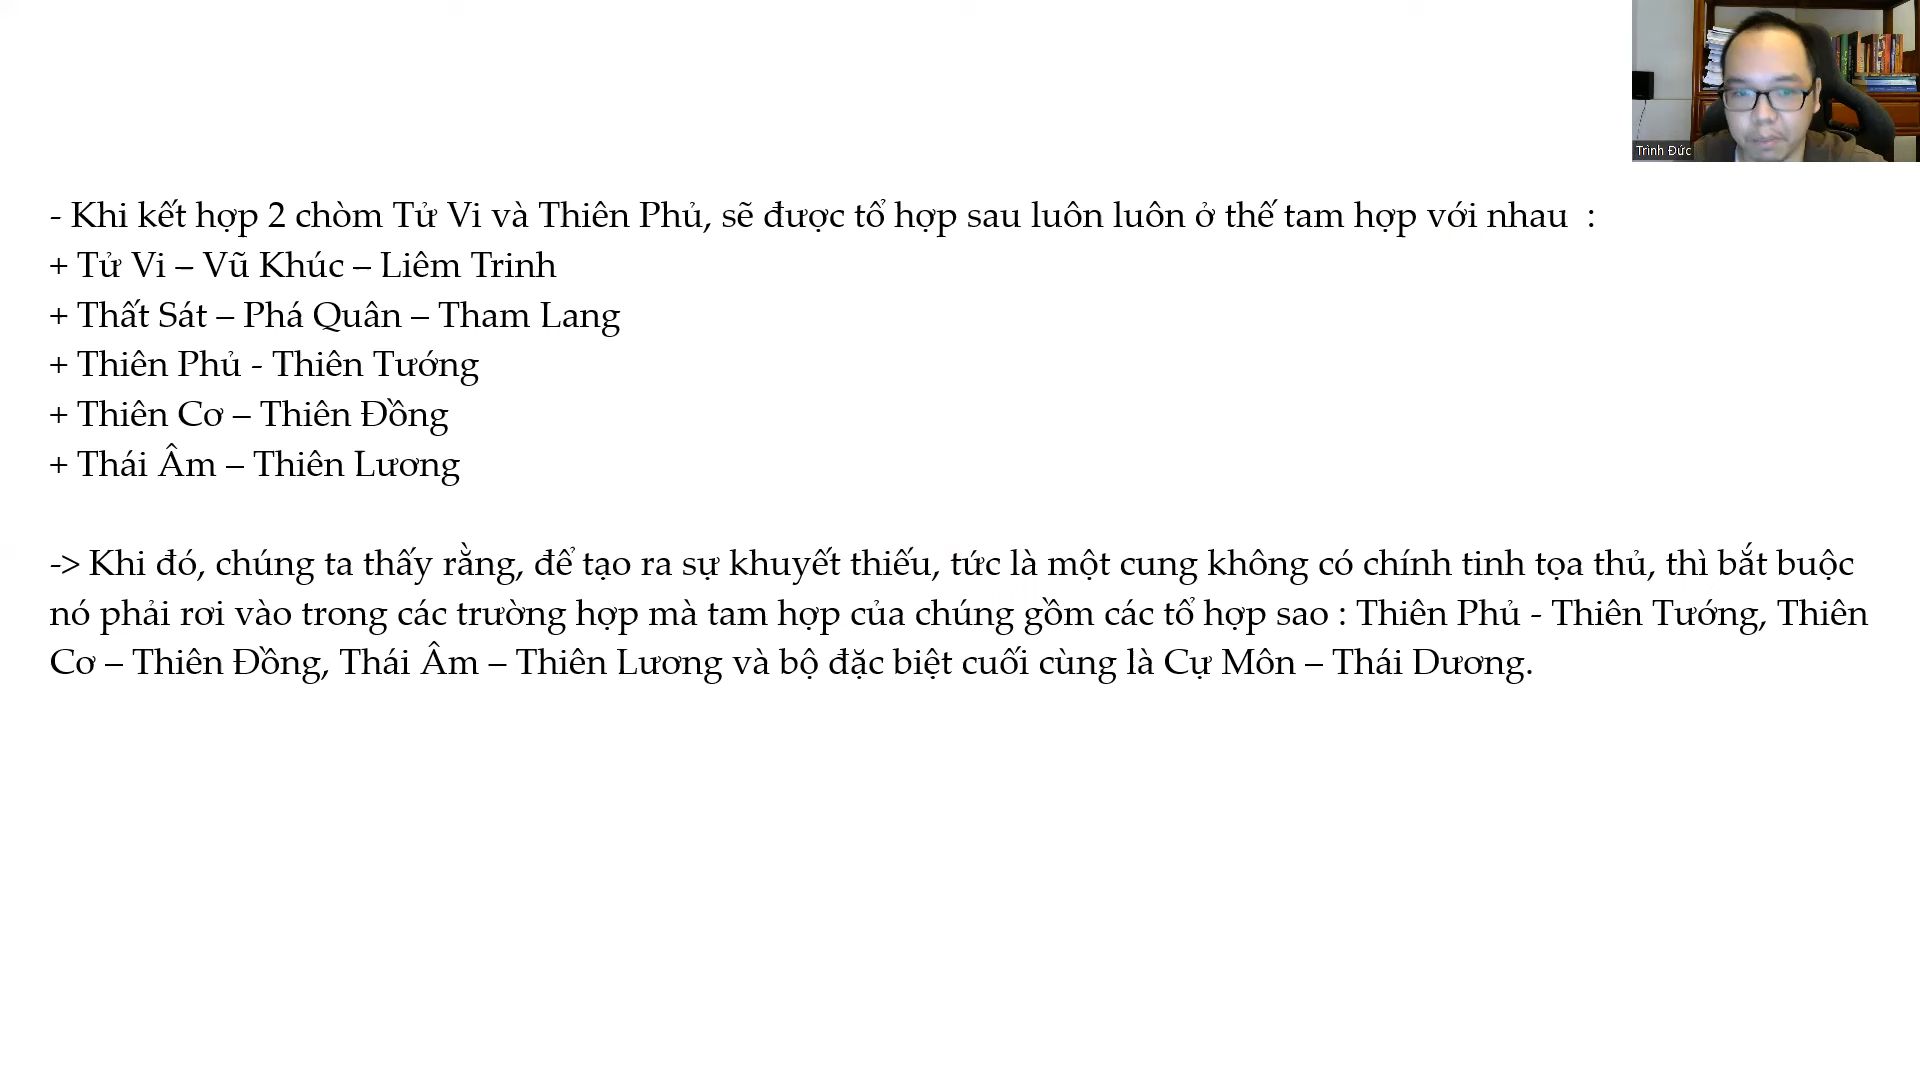 Trình Đức
- Khi kết hợp 2 chòm Tử Vi và Thiên Phủ, sẽ được tổ hợp sau luôn luôn ở thế tam hợp với nhau :
+ Tử Vi – Vũ Khúc – Liêm Trinh
+ Thất Sát – Phá Quân – Tham Lang
+ Thiên Phủ - Thiên Tướng
+ Thiên Cơ – Thiên Đồng
+ Thái Âm – Thiên Lương
-> Khi đó, chúng ta thấy rằng, để tạo ra sự khuyết thiếu, tức là một cung không có chính tinh tọa thủ, thì bắt buộc
nó phải rơi vào trong các trường hợp mà tam hợp của chúng gồm các tổ hợp sao : Thiên Phủ - Thiên Tướng, Thiên
Cơ – Thiên Đồng, Thái Âm – Thiên Lương và bộ đặc biệt cuối cùng là Cự Môn – Thái Dương.